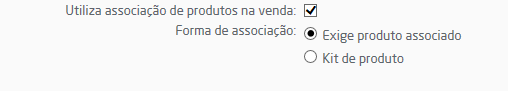 Utiliza associação de produtos na venda:
Forma de associação: Exige produto associado
Kit de produto